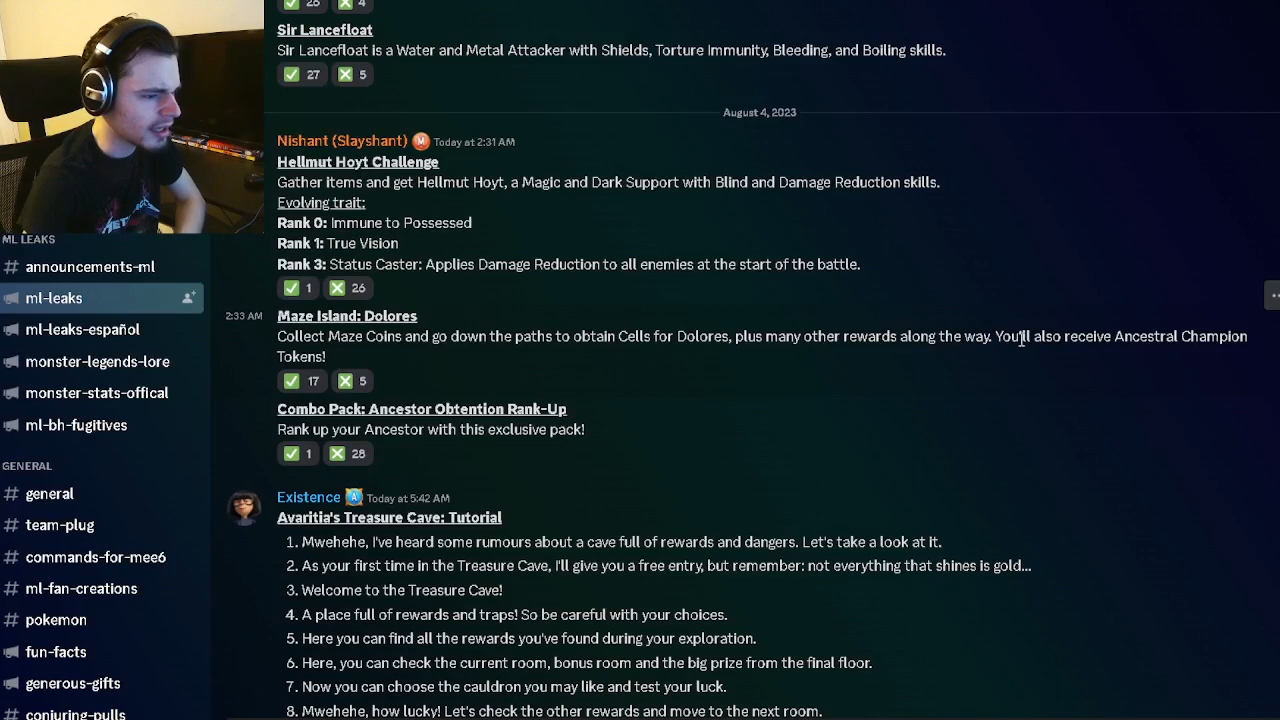 26 4
Sir Lancefloat
Sir Lancefloat is a Water and Metal Attacker with Shields, Torture Immunity, Bleeding, and Boiling skills.
27 5
August 4, 2023
Nishant (Slayshant) M Today at 2:31 AM
Hellmut Hoyt Challenge
Gather items and get Hellmut Hoyt, a Magic and Dark Support with Blind and Damage Reduction skills.
Evolving trait:
Rank 0: Immune to Possessed
Rank 1: True Vision
Rank 3: Status Caster: Applies Damage Reduction to all enemies at the start of the battle.
1 26
2:33 AM Maze Island: Dolores
Collect Maze Coins and go down the paths to obtain Cells for Dolores, plus many other rewards along the way. You'll also receive Ancestral Champion
Tokens!
17 5
Combo Pack: Ancestor Obtention Rank-Up
Rank up your Ancestor with this exclusive pack!
1 28
Existence A Today at 5:42 AM
Avaritia's Treasure Cave: Tutorial
1. Mwehehe, I've heard some rumours about a cave full of rewards and dangers. Let's take a look at it.
2. As your first time in the Treasure Cave, I'll give you a free entry, but remember: not everything that shines is gold...
3. Welcome to the Treasure Cave!
4. A place full of rewards and traps! So be careful with your choices.
5. Here you can find all the rewards you've found during your exploration.
6. Here, you can check the current room, bonus room and the big prize from the final floor.
7. Now you can choose the cauldron you may like and test your luck.
8. Mwehehe, how lucky! Let's check the other rewards and move to the next room.
ML LEAKS
# announcements-ml
ml-leaks
ml-leaks-español
monster-legends-lore
monster-stats-offical
ml-bh-fugitives
GENERAL
# general
# team-plug
# commands-for-mee6
# ml-fan-creations
# pokemon
# fun-facts
# generous-gifts
# conjuring-pulls